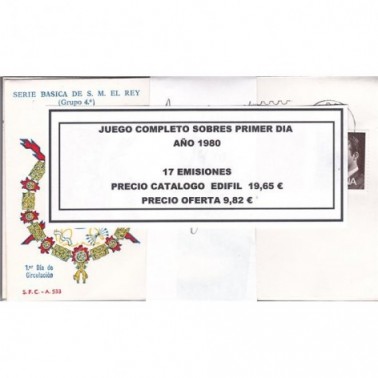 SERIE BASICA DE S. M. EL REY
(Grupo 4.º)
JUEGO COMPLETO SOBRES PRIMER DIA
AÑO 1980
17 EMISIONES
PRECIO CATALOGO EDIFIL 19,65 €
PRECIO OFERTA 9,82 €
1.er Día de
Circulación
S. F. C. - A. 533